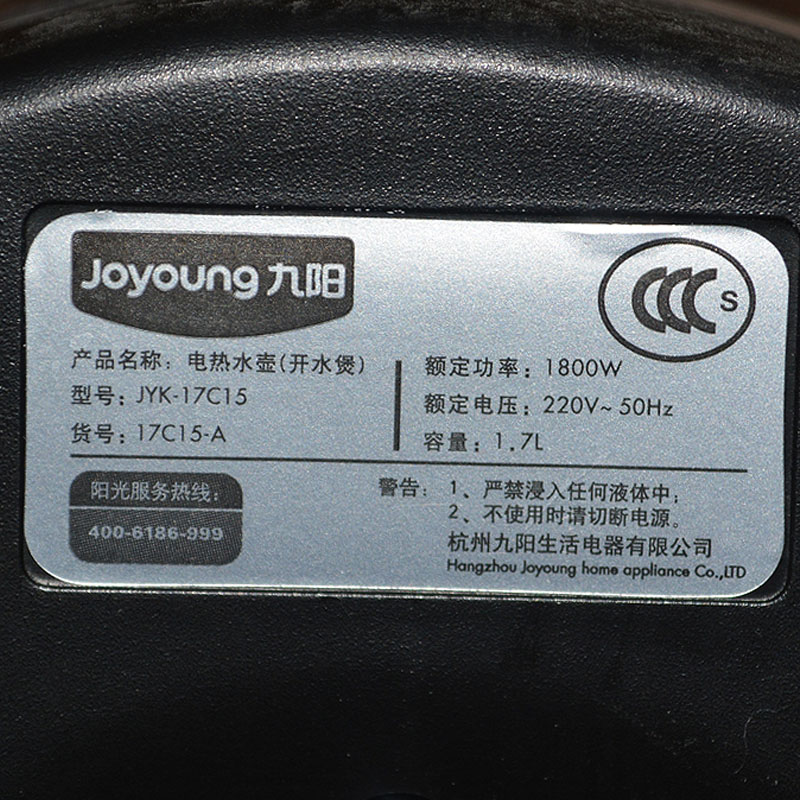 Joyoung 九阳
CCC S
产品名称：电热水壶(开水煲)
型号：JYK-17C15
货号：17C15-A
额定功率：1800W
额定电压：220V~50Hz
容量：1.7L
阳光服务热线：
400-6186-999
警告：1、严禁浸入任何液体中；
2、不使用时请切断电源。
杭州九阳生活电器有限公司
Hangzhou Joyoung home appliance Co.,LTD